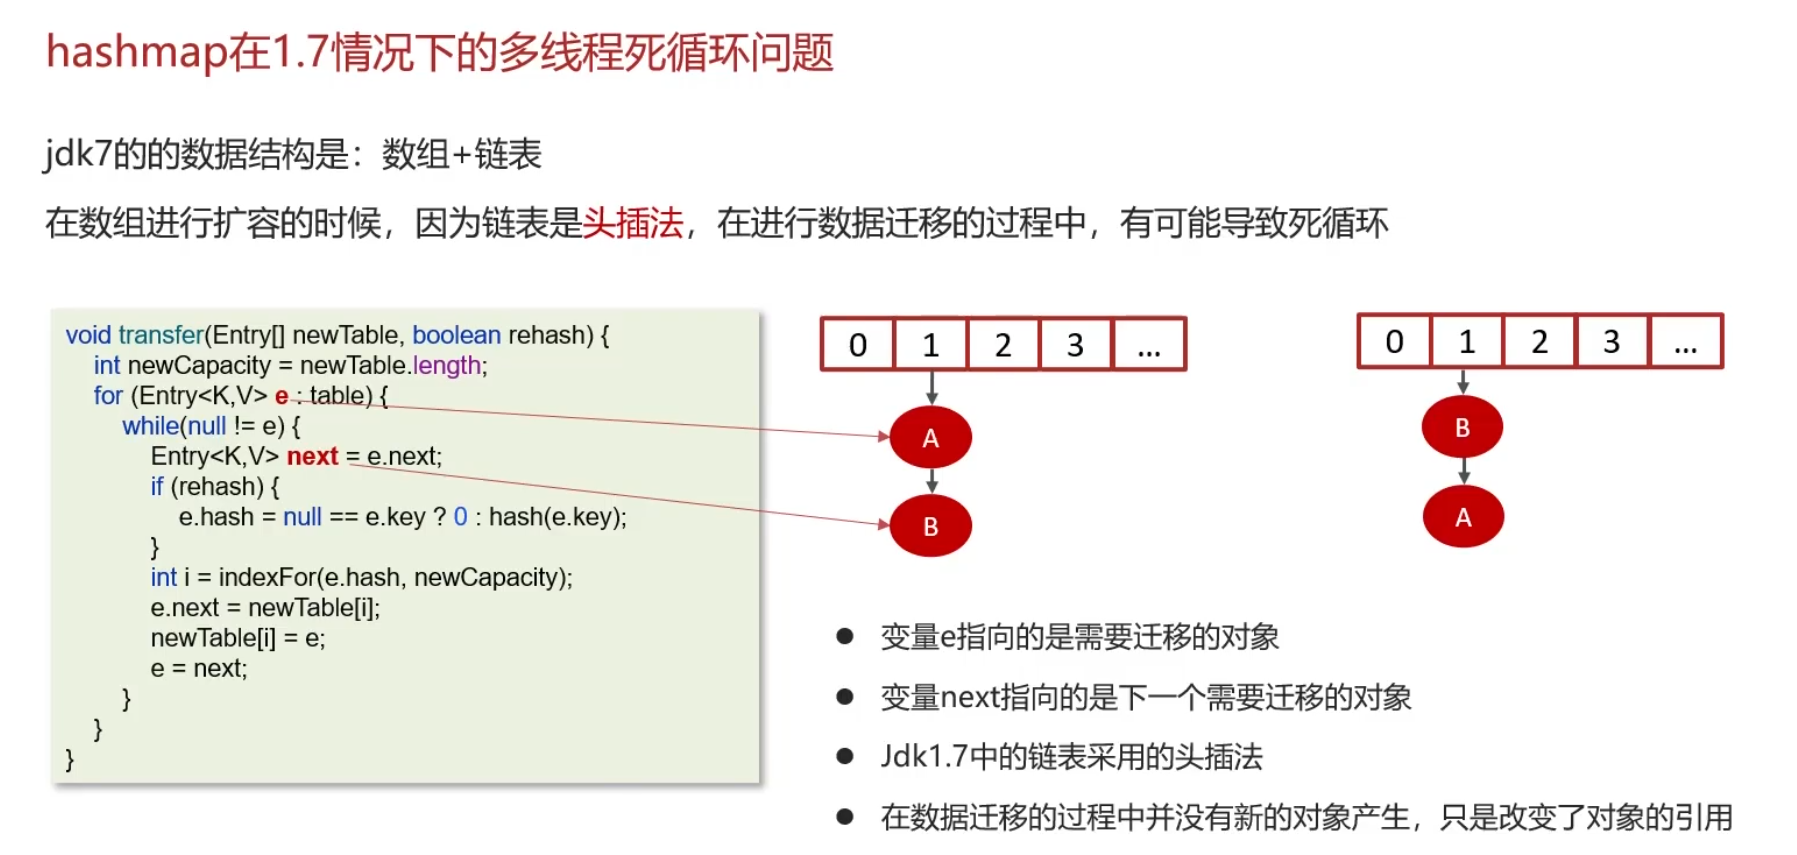 hashmap在1.7情况下的多线程死循环问题
jdk7的的数据结构是：数组+链表
在数组进行扩容的时候，因为链表是头插法，在进行数据迁移的过程中，有可能导致死循环
void transfer(Entry[] newTable, boolean rehash) {
int newCapacity = newTable.length;
for (Entry<K,V> e : table) {
while(null != e) {
Entry<K,V> next = e.next;
if (rehash) {
e.hash = null == e.key ? 0 : hash(e.key);
}
int i = indexFor(e.hash, newCapacity);
e.next = newTable[i];
newTable[i] = e;
e = next;
}
}
}
0 1 2 3 ...
A
B
0 1 2 3 ...
B
A
● 变量e指向的是需要迁移的对象
● 变量next指向的是下一个需要迁移的对象
● Jdk1.7中的链表采用的头插法
● 在数据迁移的过程中并没有新的对象产生，只是改变了对象的引用